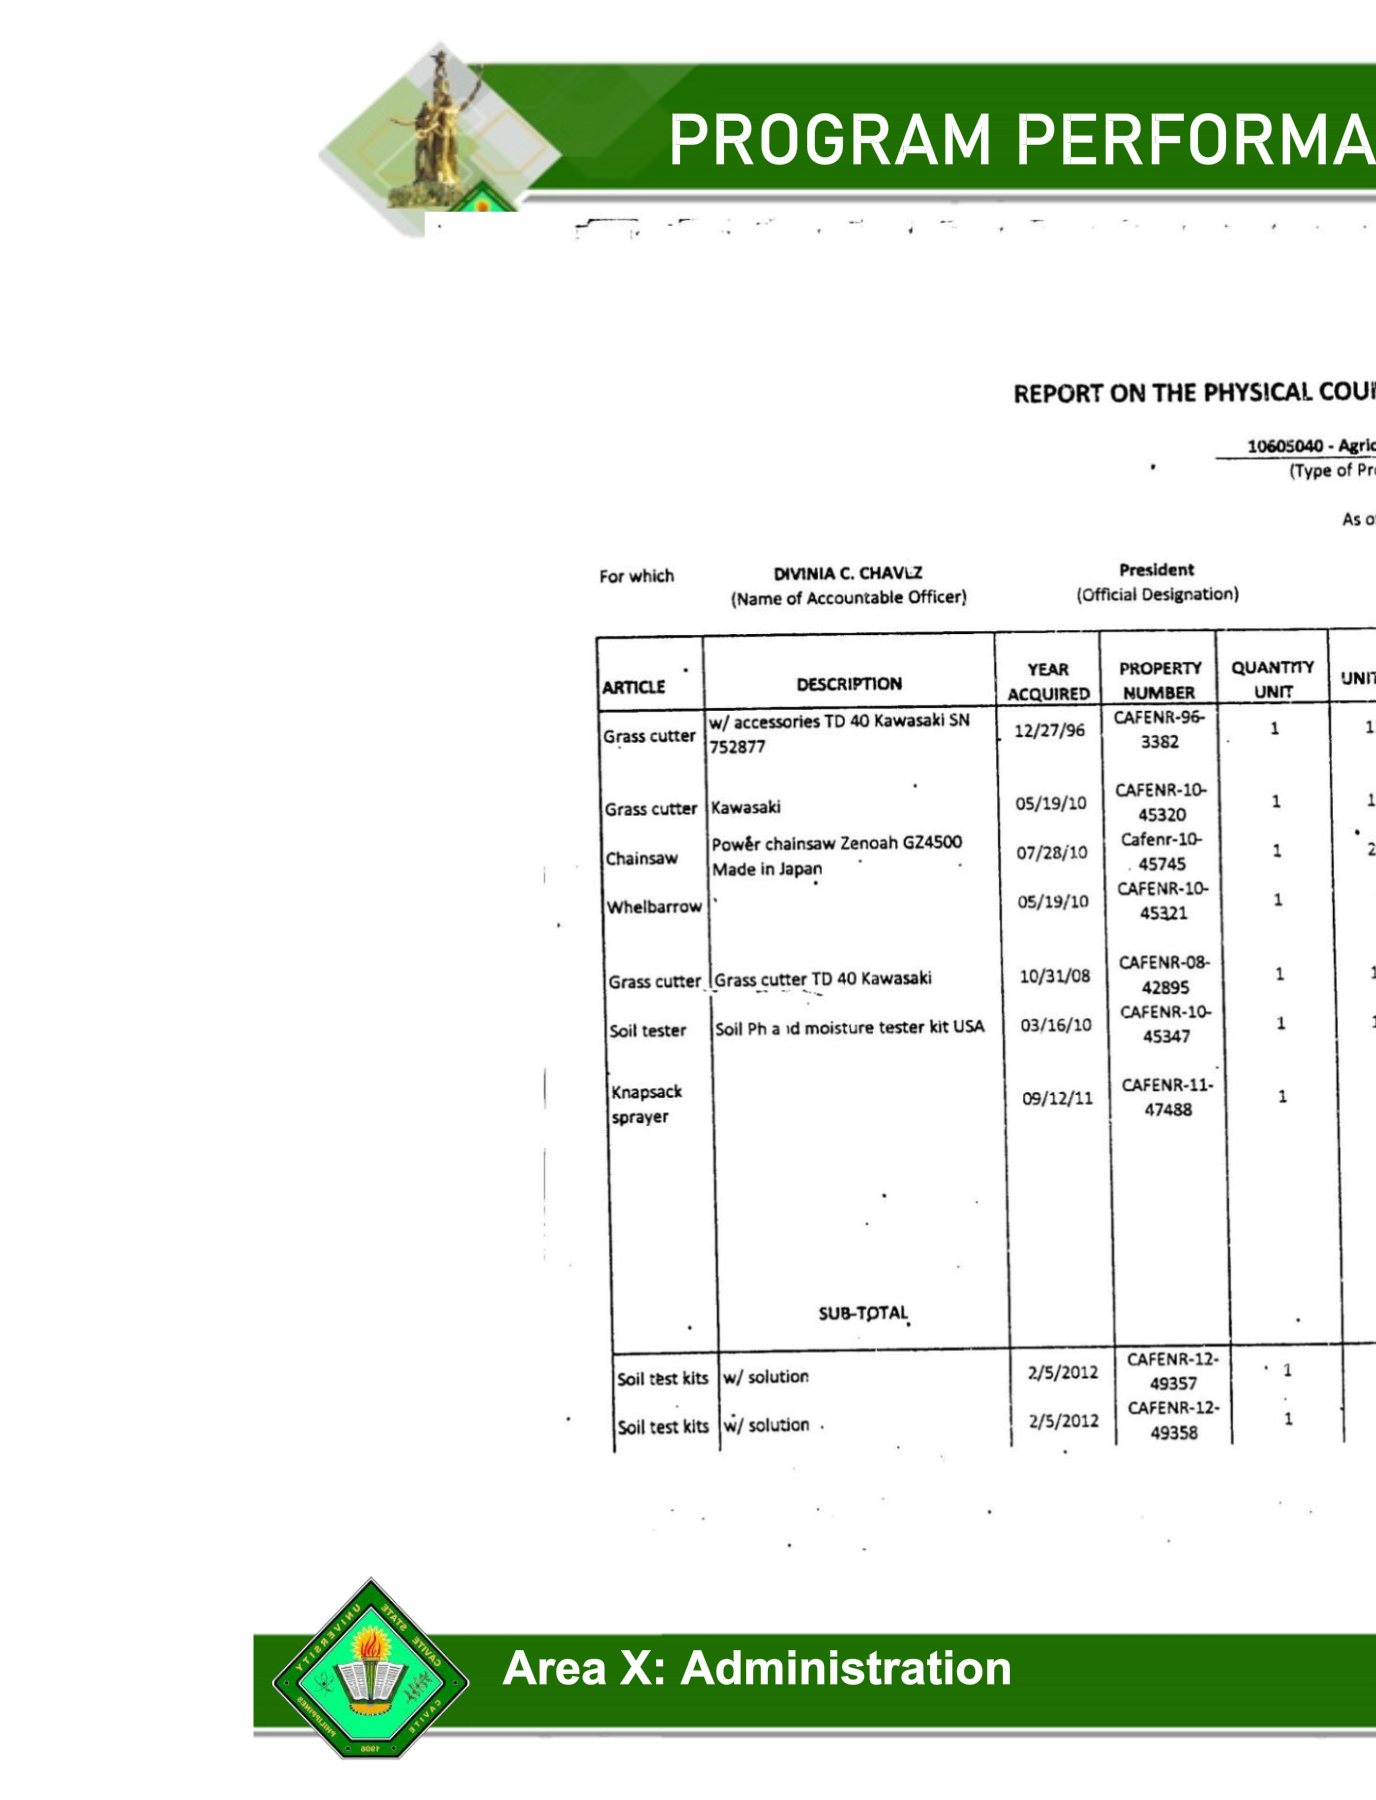 PROGRAM PERFORMA
REPORT ON THE PHYSICAL COU
10605040 - Agric
(Type of Pr
As o
For which DIVINIA C. CHAVEZ President
(Name of Accountable Officer) (Official Designation)
ARTICLE DESCRIPTION YEAR ACQUIRED PROPERTY NUMBER QUANTITY UNIT UNIT
Grass cutter w/ accessories TD 40 Kawasaki SN 752877 12/27/96 CAFENR-96-3382 1 1
Grass cutter Kawasaki 05/19/10 CAFENR-10-45320 1 1
Chainsaw Power chainsaw Zenoah GZ4500 Made in Japan 07/28/10 Cafenr-10-45745 1 2
Whelbarrow 05/19/10 CAFENR-10-45321 1
Grass cutter Grass cutter TD 40 Kawasaki 10/31/08 CAFENR-08-42895 1 1
Soil tester Soil Ph and moisture tester kit USA 03/16/10 CAFENR-10-45347 1 1
Knapsack sprayer 09/12/11 CAFENR-11-47488 1
SUB-TOTAL
Soil test kits w/ solution 2/5/2012 CAFENR-12-49357 1
Soil test kits w/ solution 2/5/2012 CAFENR-12-49358 1
CAVITE STATE UNIVERSITY
CAVITE PHILIPPINES
1906
Area X: Administration